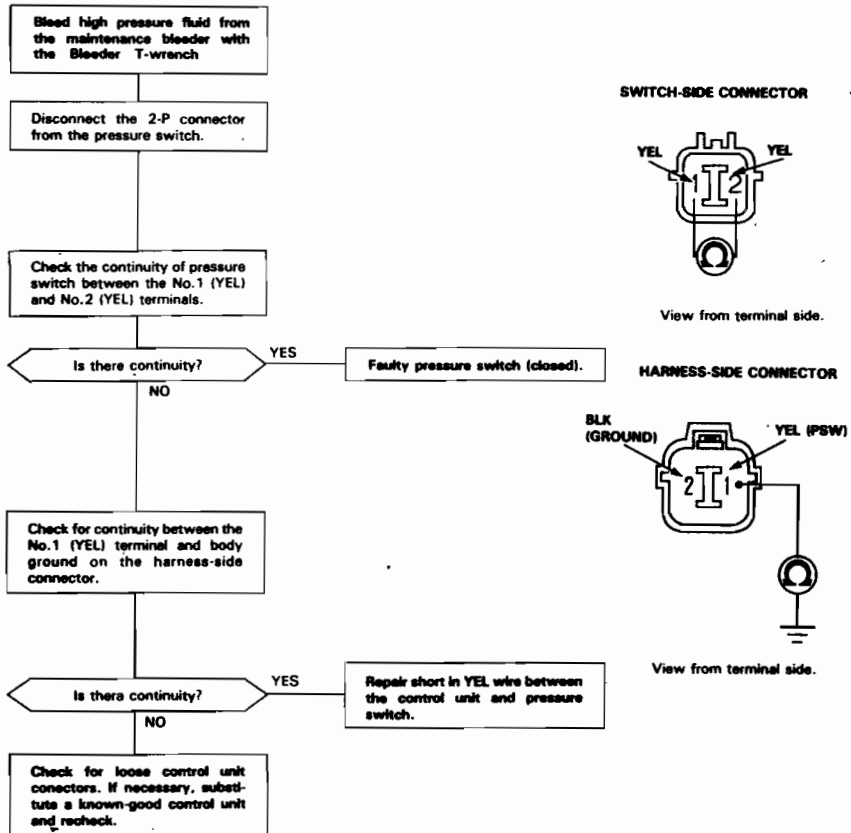 Bleed high pressure fluid from
the maintenance bleeder with
the Bleeder T-wrench
Disconnect the 2-P connector
from the pressure switch.
Check the continuity of pressure
switch between the No.1 (YEL)
and No.2 (YEL) terminals.
Is there continuity?
YES
Faulty pressure switch (closed).
NO
Check for continuity between the
No.1 (YEL) terminal and body
ground on the harness-side
connector.
Is thera continuity?
YES
Repair short in YEL wire between
the control unit and pressure
switch.
NO
Check for loose control unit
conectors. If necessary, substi-
tute a known-good control unit
and recheck.
SWITCH-SIDE CONNECTOR
YEL
YEL
1 2
Ω
View from terminal side.
HARNESS-SIDE CONNECTOR
BLK
(GROUND)
YEL (PSW)
2 1
Ω
View from terminal side.